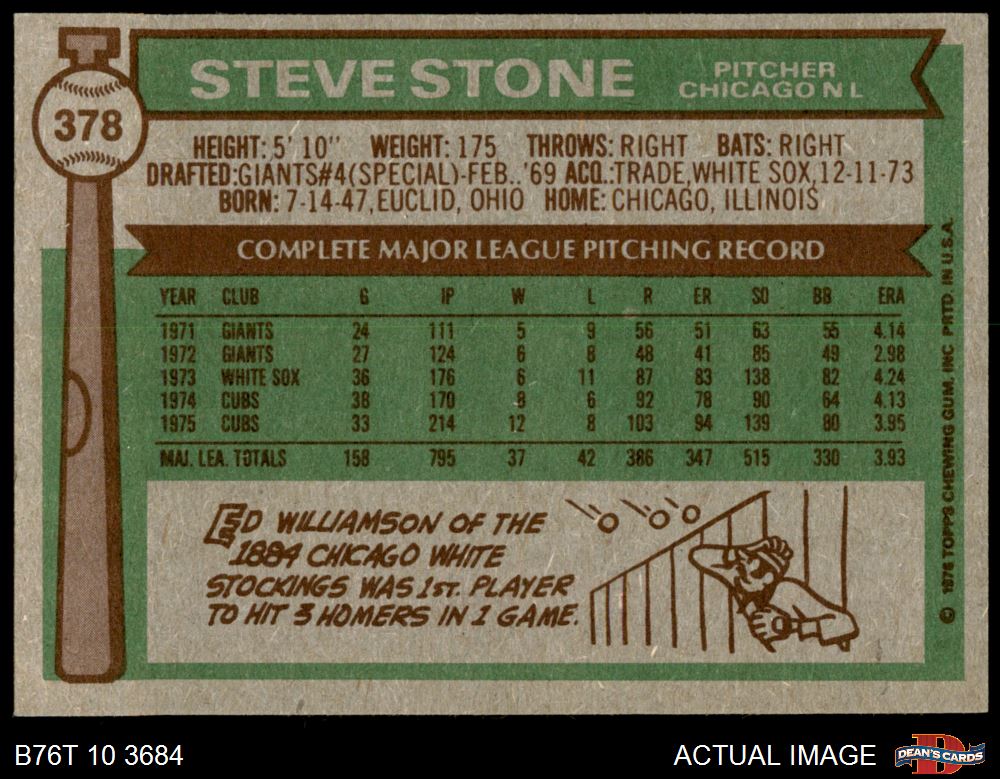 STEVE STONE
PITCHER
CHICAGO N L
378
HEIGHT: 5' 10" WEIGHT: 175 THROWS: RIGHT BATS: RIGHT
DRAFTED:GIANTS#4(SPECIAL)-FEB..'69 ACQ.:TRADE,WHITE SOX,12-11-73
BORN: 7-14-47,EUCLID, OHIO HOME: CHICAGO, ILLINOIS
COMPLETE MAJOR LEAGUE PITCHING RECORD
YEAR CLUB G IP W L R ER SO BB ERA
1971 GIANTS 24 111 5 9 56 51 63 55 4.14
1972 GIANTS 27 124 6 8 48 41 85 49 2.98
1973 WHITE SOX 36 176 6 11 87 83 138 82 4.24
1974 CUBS 38 170 8 6 92 78 90 64 4.13
1975 CUBS 33 214 12 8 103 94 139 80 3.95
MAJ. LEA. TOTALS 158 795 37 42 386 347 515 330 3.93
ED WILLIAMSON OF THE
1884 CHICAGO WHITE
STOCKINGS WAS 1ST. PLAYER
TO HIT 3 HOMERS IN 1 GAME.
© 1976 TOPPS CHEWING GUM, INC PRTD. IN U.S.A.
B76T 10 3684
ACTUAL IMAGE
D
DEAN'S CARDS